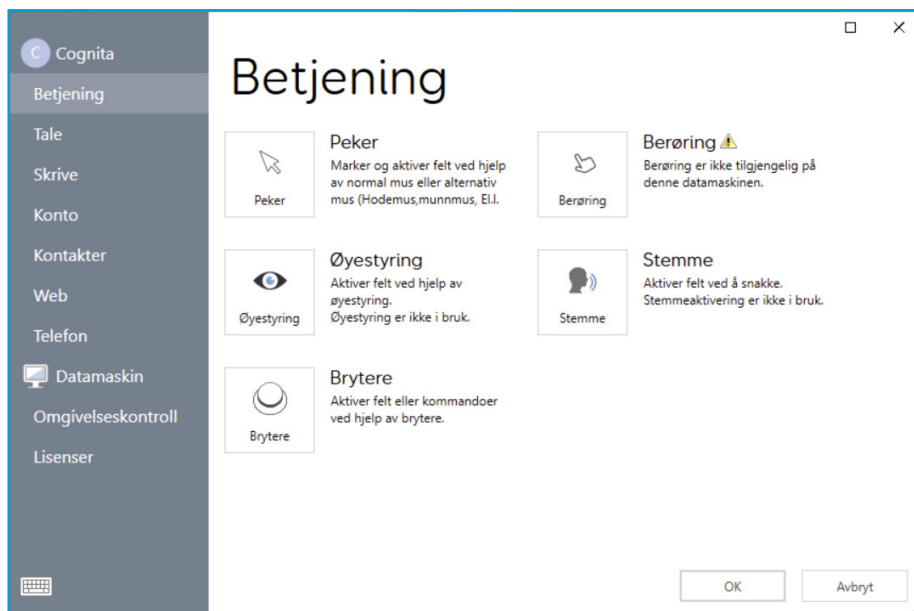 C Cognita
Betjening
Tale
Skrive
Konto
Kontakter
Web
Telefon
Datamaskin
Omgivelseskontroll
Lisenser
Betjening
Peker
Peker
Marker og aktiver felt ved hjelp
av normal mus eller alternativ
mus (Hodemus,munnmus, El.l.
Berøring
Berøring
Berøring er ikke tilgjengelig på
denne datamaskinen.
Øyestyring
Øyestyring
Aktiver felt ved hjelp av
øyestyring.
Øyestyring er ikke i bruk.
Stemme
Stemme
Aktiver felt ved å snakke.
Stemmeaktivering er ikke i bruk.
Brytere
Brytere
Aktiver felt eller kommandoer
ved hjelp av brytere.
OK
Avbryt